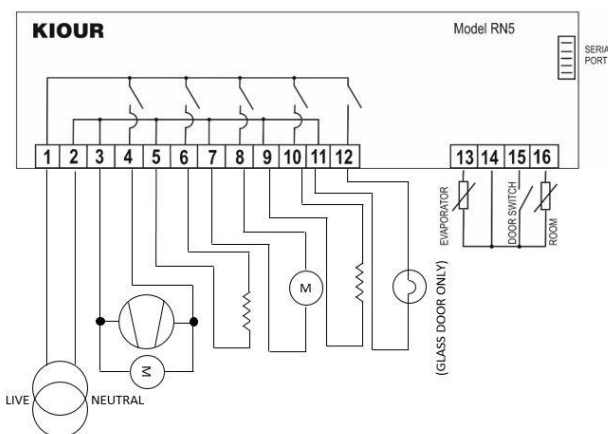 KIOUR
Model RN5
SERIA
PORT
1 2 3 4 5 6 7 8 9 10 11 12
13 14 15 16
EVAPORATOR
DOOR SWITCH
ROOM
M
M
(GLASS DOOR ONLY)
LIVE
NEUTRAL